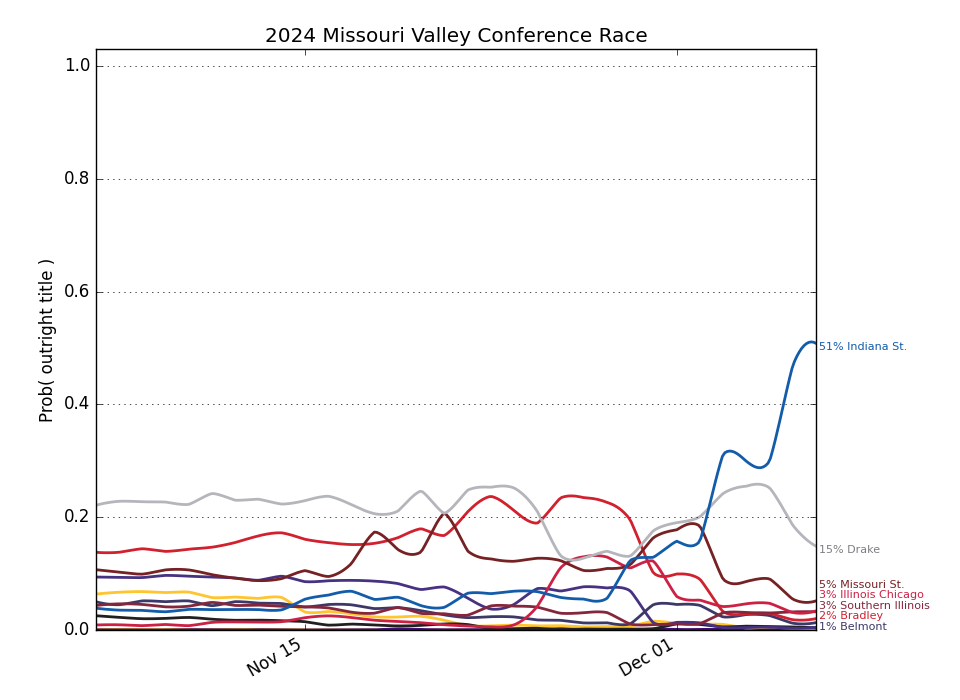 2024 Missouri Valley Conference Race
Prob( outright title )
1.0
0.8
0.6
0.4
0.2
0.0
Nov 15
Dec 01
51% Indiana St.
15% Drake
5% Missouri St.
3% Illinois Chicago
3% Southern Illinois
2% Bradley
1% Belmont